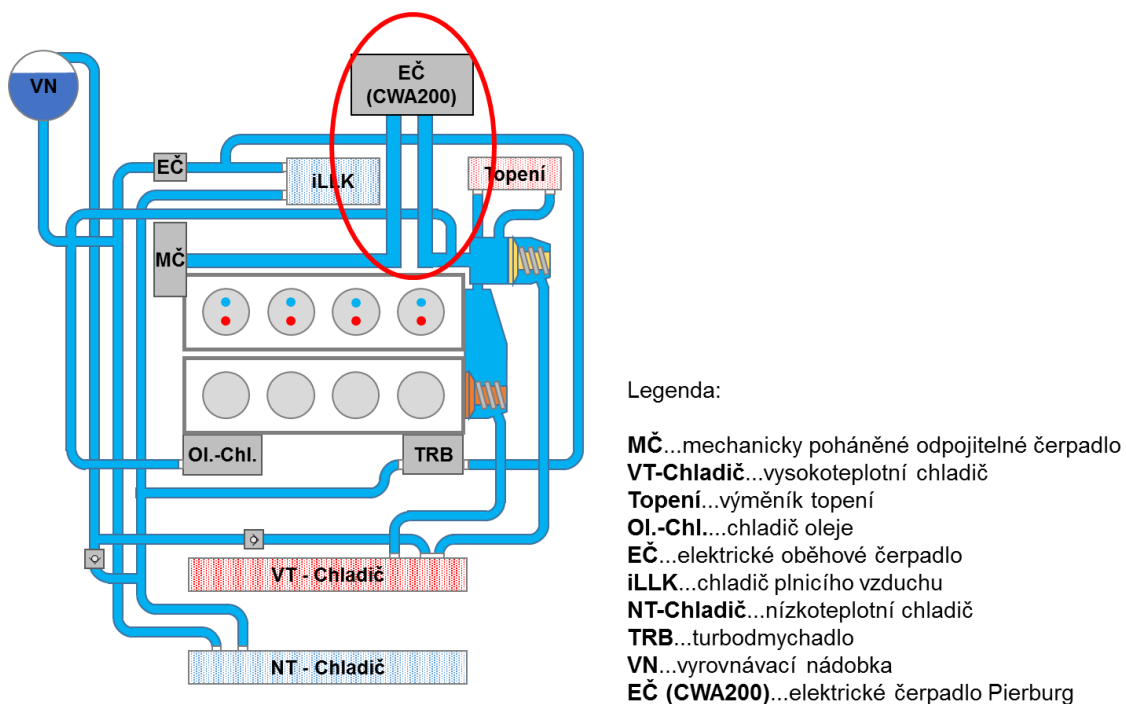 VN
EČ
(CWA200)
EČ
iLLK
Topení
MČ
Ol.-Chl.
TRB
VT - Chladič
NT - Chladič
Legenda:
MČ...mechanicky poháněné odpojitelné čerpadlo
VT-Chladič...vysokoteplotní chladič
Topení...výměník topení
Ol.-Chl....chladič oleje
EČ...elektrické oběhové čerpadlo
iLLK...chladič plnicího vzduchu
NT-Chladič...nízkoteplotní chladič
TRB...turbodmychadlo
VN...vyrovnávací nádobka
EČ (CWA200)...elektrické čerpadlo Pierburg